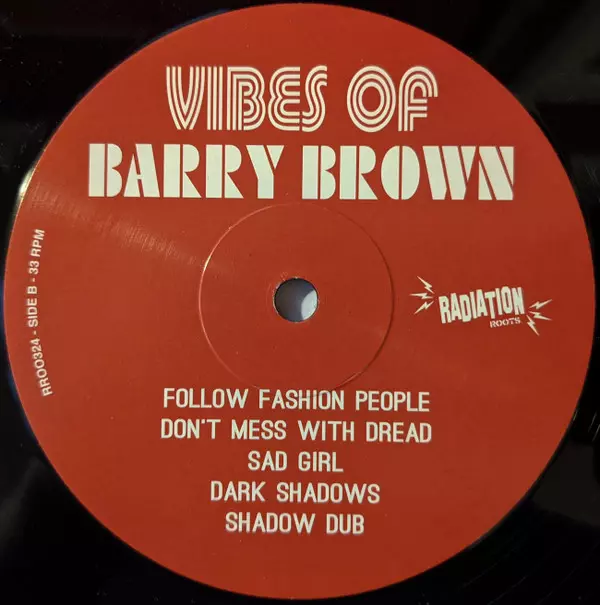 VIBES OF
BARRY BROWN
RROO324 - SIDE B - 33 RPM
RADIATION
ROOTS
FOLLOW FASHION PEOPLE
DON'T MESS WITH DREAD
SAD GIRL
DARK SHADOWS
SHADOW DUB